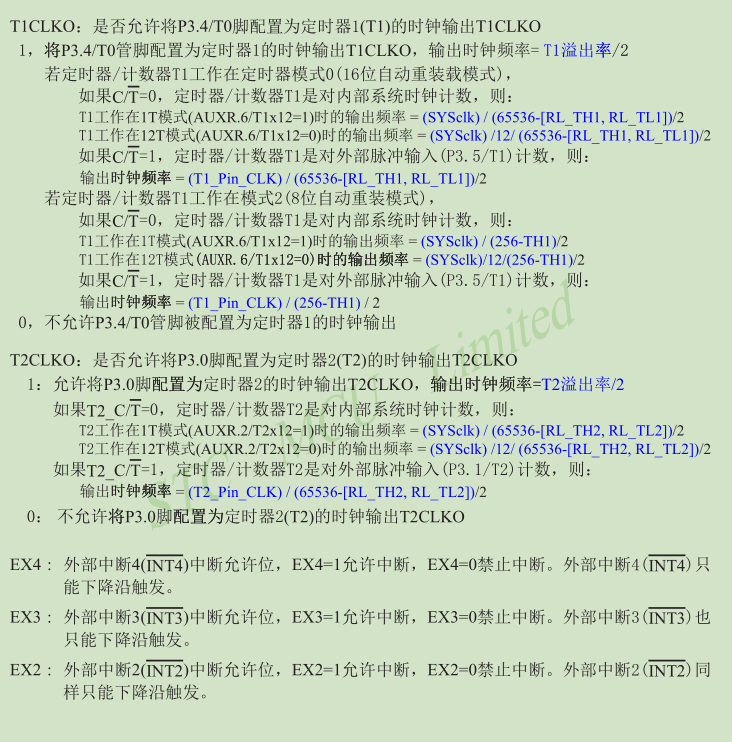 T1CLKO：是否允许将P3.4/T0脚配置为定时器1(T1)的时钟输出T1CLKO
1，将P3.4/T0管脚配置为定时器1的时钟输出T1CLKO，输出时钟频率= T1溢出率/2
若定时器/计数器T1工作在定时器模式0(16位自动重装载模式)，
如果C/T̅=0，定时器/计数器T1是对内部系统时钟计数，则：
T1工作在1T模式(AUXR.6/T1x12=1)时的输出频率 = (SYSclk) / (65536-[RL_TH1, RL_TL1])/2
T1工作在12T模式(AUXR.6/T1x12=0)时的输出频率 = (SYSclk) /12/ (65536-[RL_TH1, RL_TL1])/2
如果C/T̅=1，定时器/计数器T1是对外部脉冲输入(P3.5/T1)计数，则：
输出时钟频率 = (T1_Pin_CLK) / (65536-[RL_TH1, RL_TL1])/2
若定时器/计数器T1工作在模式2(8位自动重装模式)，
如果C/T̅=0，定时器/计数器T1是对内部系统时钟计数，则：
T1工作在1T模式(AUXR.6/T1x12=1)时的输出频率 = (SYSclk) / (256-TH1)/2
T1工作在12T模式(AUXR.6/T1x12=0)时的输出频率 = (SYSclk)/12/(256-TH1)/2
如果C/T̅=1，定时器/计数器T1是对外部脉冲输入(P3.5/T1)计数，则：
输出时钟频率 = (T1_Pin_CLK) / (256-TH1) / 2
0，不允许P3.4/T0管脚被配置为定时器1的时钟输出
T2CLKO：是否允许将P3.0脚配置为定时器2(T2)的时钟输出T2CLKO
1：允许将P3.0脚配置为定时器2的时钟输出T2CLKO，输出时钟频率=T2溢出率/2
如果T2_C/T̅=0，定时器/计数器T2是对内部系统时钟计数，则：
T2工作在1T模式(AUXR.2/T2x12=1)时的输出频率 = (SYSclk) / (65536-[RL_TH2, RL_TL2])/2
T2工作在12T模式(AUXR.2/T2x12=0)时的输出频率 = (SYSclk) /12/ (65536-[RL_TH2, RL_TL2])/2
如果T2_C/T̅=1，定时器/计数器T2是对外部脉冲输入(P3.1/T2)计数，则：
输出时钟频率 = (T2_Pin_CLK) / (65536-[RL_TH2, RL_TL2])/2
0： 不允许将P3.0脚配置为定时器2(T2)的时钟输出T2CLKO
EX4： 外部中断4(I̅N̅T̅4̅)中断允许位，EX4=1允许中断，EX4=0禁止中断。外部中断4(I̅N̅T̅4̅)只
能下降沿触发。
EX3： 外部中断3(I̅N̅T̅3̅)中断允许位，EX3=1允许中断，EX3=0禁止中断。外部中断3(I̅N̅T̅3̅)也
只能下降沿触发。
EX2： 外部中断2(I̅N̅T̅2̅)中断允许位，EX2=1允许中断，EX2=0禁止中断。外部中断2(I̅N̅T̅2̅)同
样只能下降沿触发。
STC MCU Limited